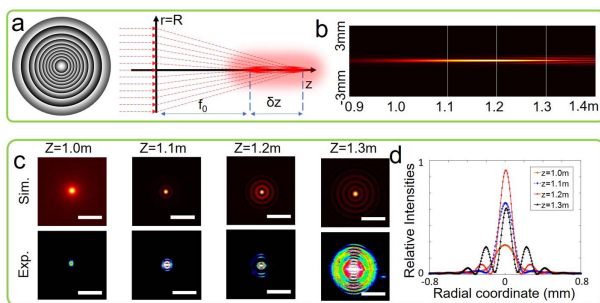 a
r=R
z
f₀
δz
b
3mm
-3mm
0.9 1.0 1.1 1.2 1.3 1.4m
c
Z=1.0m Z=1.1m Z=1.2m Z=1.3m
Sim.
Exp.
d
Relative Intensities
1
z=1.0m
z=1.1m
z=1.2m
z=1.3m
-0.8 0 0.8
Radial coordinate (mm)